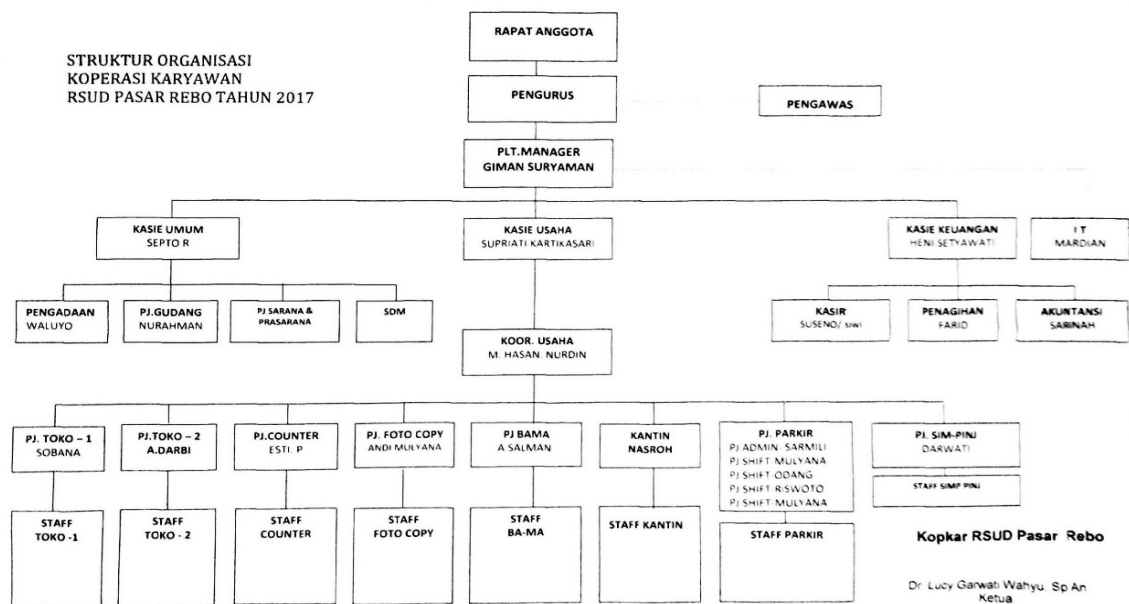 STRUKTUR ORGANISASI
KOPERASI KARYAWAN
RSUD PASAR REBO TAHUN 2017
RAPAT ANGGOTA
PENGURUS
PENGAWAS
PLT.MANAGER
GIMAN SURYAMAN
KASIE UMUM
SEPTO R
KASIE USAHA
SUPRIATI KARTIKASARI
KASIE KEUANGAN
HENI SETYAWATI
I T
MARDIAN
PENGADAAN
WALUYO
PJ.GUDANG
NURAHMAN
PJ SARANA &
PRASARANA
SDM
KASIR
SUSENO/ siwi
PENAGIHAN
FARID
AKUNTANSI
SARINAH
KOOR. USAHA
M. HASAN. NURDIN
PJ. TOKO – 1
SOBANA
PJ.TOKO – 2
A.DARBI
PJ.COUNTER
ESTI. P
PJ. FOTO COPY
ANDI MULYANA
PJ BAMA
A SALMAN
KANTIN
NASROH
PJ. PARKIR
PJ ADMIN- SARMILI
PJ SHIFT-MULYANA
PJ SHIFT-ODANG
PJ SHIFT-RISWOTO
PJ SHIFT-MULYANA
PJ. SIM-PINJ
DARWATI
STAFF SIMP PINJ
STAFF
TOKO -1
STAFF
TOKO - 2
STAFF
COUNTER
STAFF
FOTO COPY
STAFF
BA-MA
STAFF KANTIN
STAFF PARKIR
Kopkar RSUD Pasar Rebo
Dr Lucy Garwati Wahyu. Sp An
Ketua